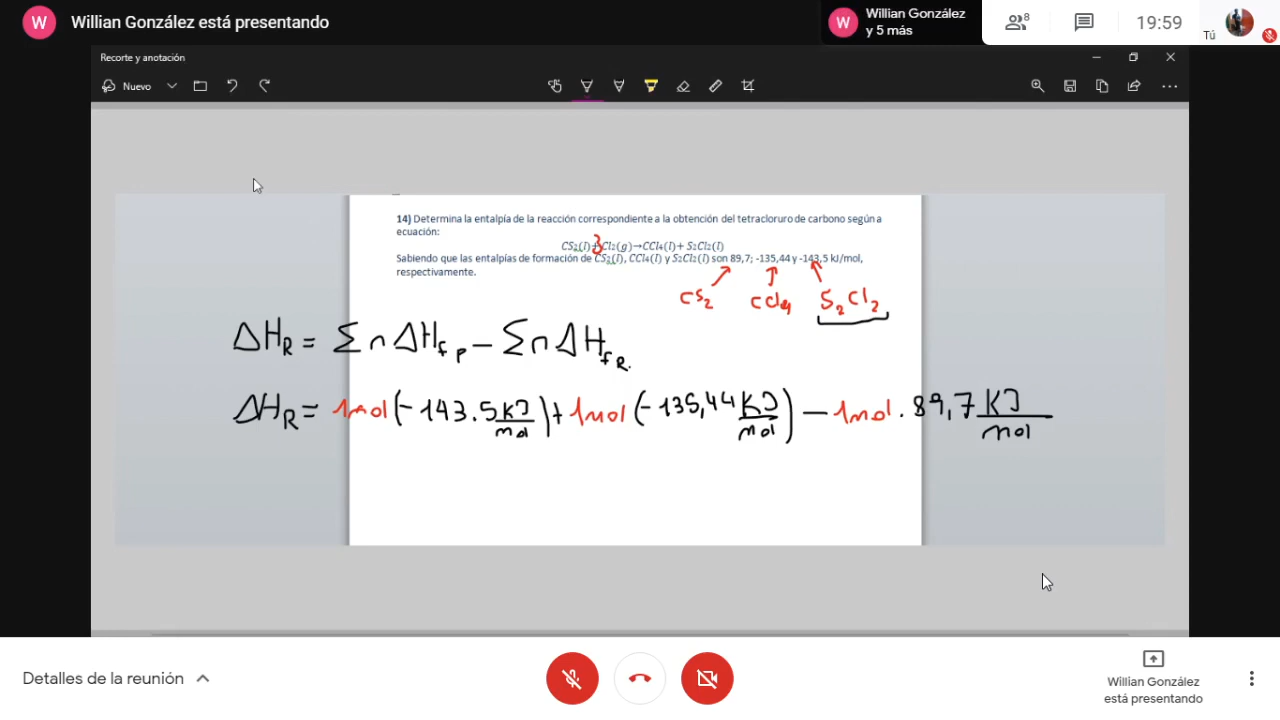 W Willian González está presentando
W Willian González
y 5 más
8
19:59
Tú
Recorte y anotación
Nuevo
14) Determina la entalpía de la reacción correspondiente a la obtención del tetracloruro de carbono según a
ecuación:
CS₂(l)+3Cl₂(g)→CCl₄(l)+ S₂Cl₂(l)
Sabiendo que las entalpías de formación de CS₂(l), CCl₄(l) y S₂Cl₂(l) son 89,7; -135,44 y -143,5 kJ/mol,
respectivamente.
CS₂ CCl₄ S₂Cl₂
ΔH_R = Σ n ΔH_f P - Σ n ΔH_f R.
ΔH_R = 1mol (-143.5 KJ/mol) + 1mol (-135,44 KJ/mol) - 1mol . 89,7 KJ/mol
Detalles de la reunión
Willian González
está presentando